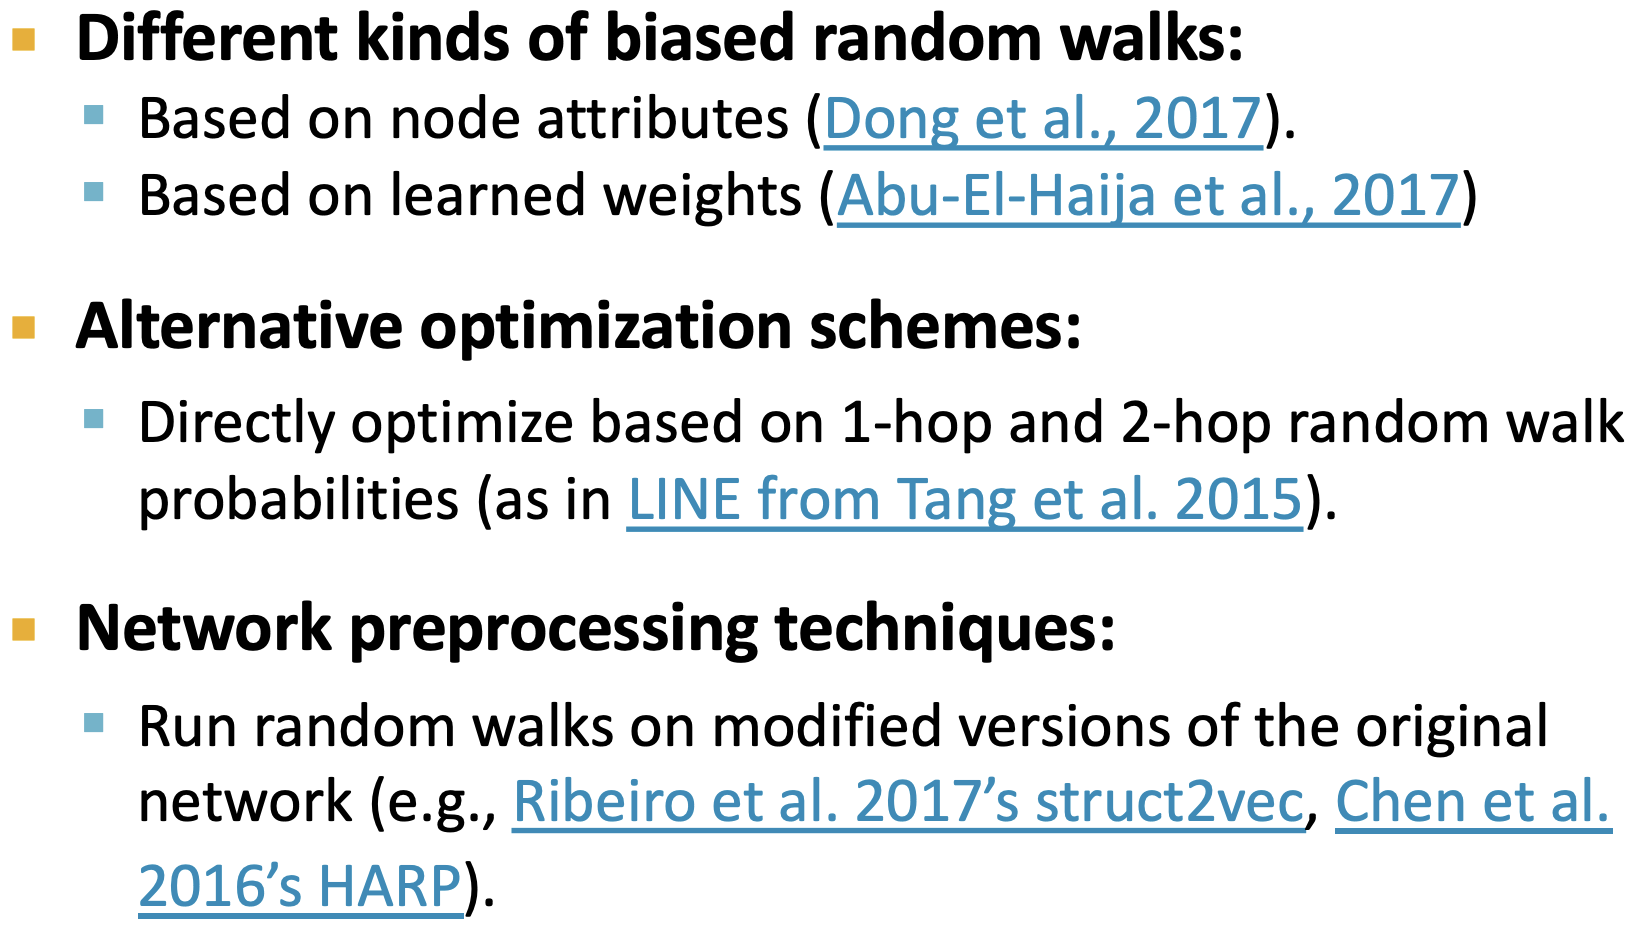 Different kinds of biased random walks:
Based on node attributes (Dong et al., 2017).
Based on learned weights (Abu-El-Haija et al., 2017)
Alternative optimization schemes:
Directly optimize based on 1-hop and 2-hop random walk
probabilities (as in LINE from Tang et al. 2015).
Network preprocessing techniques:
Run random walks on modified versions of the original
network (e.g., Ribeiro et al. 2017’s struct2vec, Chen et al.
2016’s HARP).